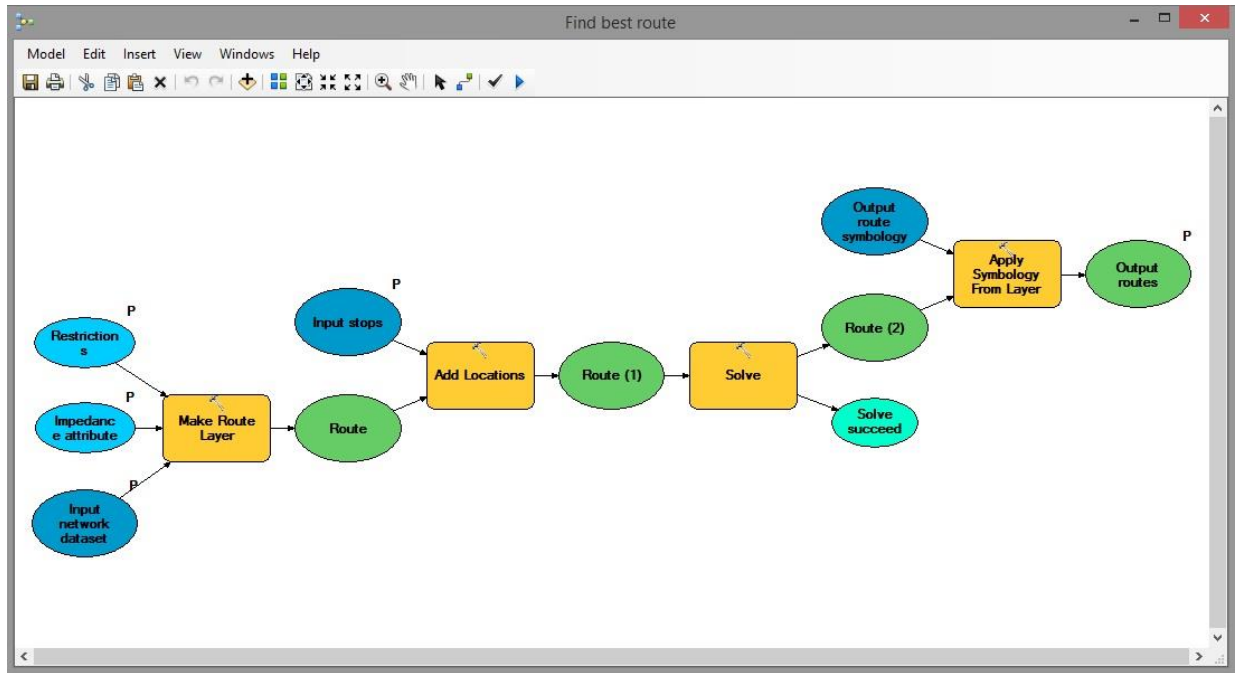 Find best route
Model Edit Insert View Windows Help
Output
route
symbology
P
Apply
Symbology
From Layer
Output
routes
P
Input stops
P
Restriction
s
Route (2)
Add Locations
Route (1)
Solve
P
Impedanc
e attribute
Make Route
Layer
Route
Solve
succeed
P
Input
network
dataset